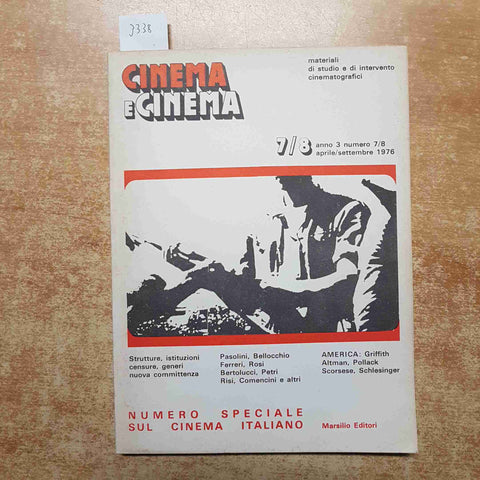 3338
CINEMA
E CINEMA
materiali
di studio e di intervento
cinematografici
7/8 anno 3 numero 7/8
aprile/settembre 1976
Strutture, istituzioni
censure, generi
nuova committenza
Pasolini, Bellocchio
Ferreri, Rosi
Bertolucci, Petri
Risi, Comencini e altri
AMERICA: Griffith
Altman, Pollack
Scorsese, Schlesinger
NUMERO SPECIALE
SUL CINEMA ITALIANO
Marsilio Editori